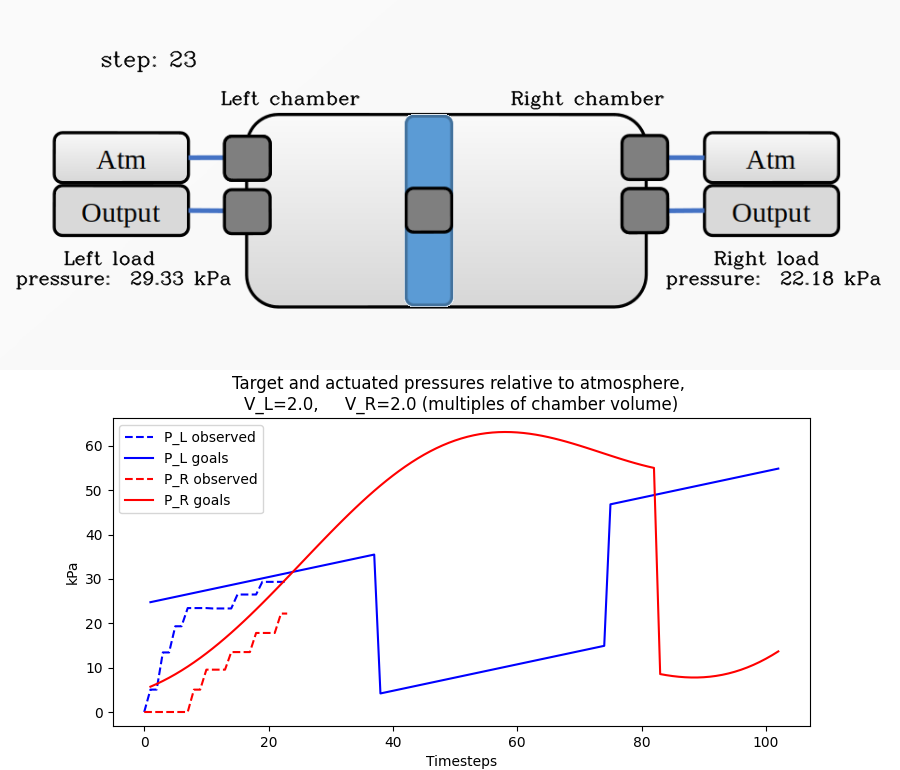 step: 23
Left chamber
Right chamber
Atm
Atm
Output
Output
Left load
pressure: 29.33 kPa
Right load
pressure: 22.18 kPa
Target and actuated pressures relative to atmosphere,
V_L=2.0, V_R=2.0 (multiples of chamber volume)
P_L observed
P_L goals
P_R observed
P_R goals
kPa
60
50
40
30
20
10
0
0 20 40 60 80 100
Timesteps